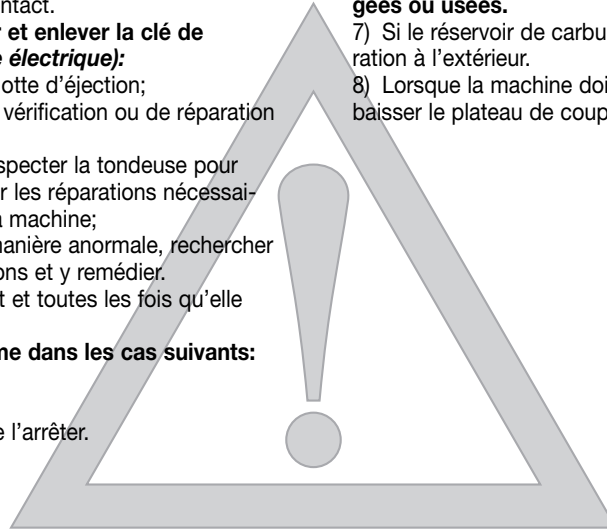 ntact.
r et enlever la clé de
e électrique):
otte d'éjection;
vérification ou de réparation
specter la tondeuse pour
r les réparations nécessai-
a machine;
manière anormale, rechercher
ons et y remédier.
t et toutes les fois qu'elle
me dans les cas suivants:
e l'arrêter.
gées ou usées.
7) Si le réservoir de carbu
ration à l'extérieur.
8) Lorsque la machine doi
baisser le plateau de coup